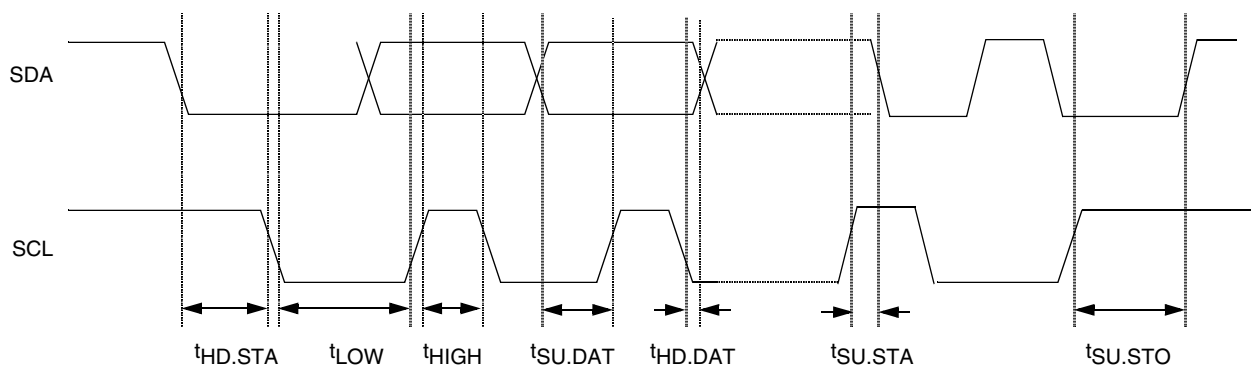 SDA
SCL
tHD.STA
tLOW
tHIGH
tSU.DAT
tHD.DAT
tSU.STA
tSU.STO